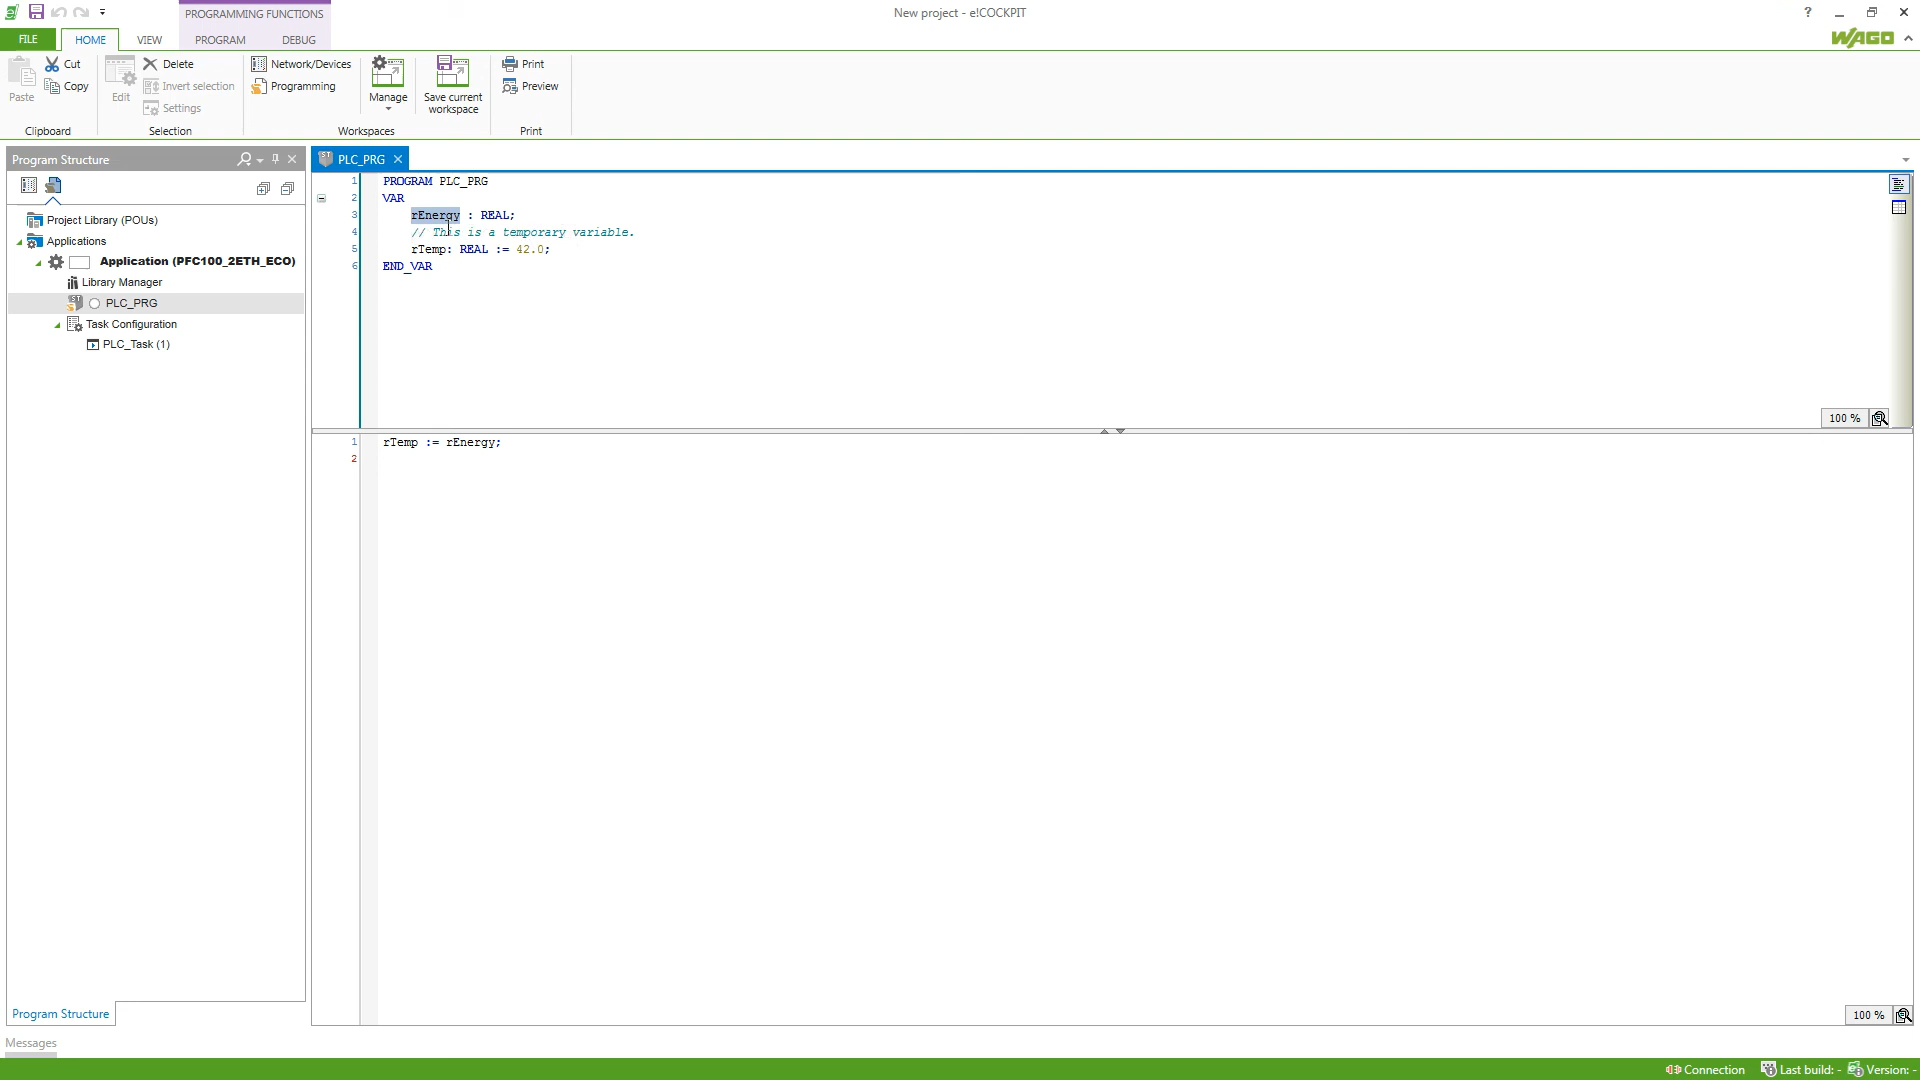 PROGRAMMING FUNCTIONS
New project - e!COCKPIT
?
FILE
HOME
VIEW
PROGRAM
DEBUG
WAGO
Paste
Cut
Copy
Clipboard
Edit
Delete
Invert selection
Settings
Selection
Network/Devices
Programming
Manage
Save current
workspace
Workspaces
Print
Preview
Print
Program Structure
Project Library (POUs)
Applications
Application (PFC100_2ETH_ECO)
Library Manager
PLC_PRG
Task Configuration
PLC_Task (1)
PLC_PRG
1 PROGRAM PLC_PRG
2 VAR
3 rEnergy : REAL;
4 // This is a temporary variable.
5 rTemp: REAL := 42.0;
6 END_VAR
100 %
1 rTemp := rEnergy;
2
100 %
Program Structure
Messages
Connection
Last build: -
Version: -